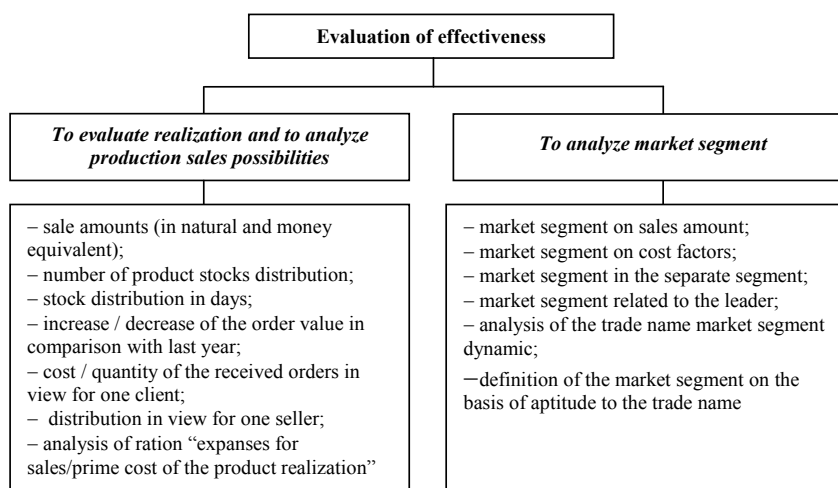 Evaluation of effectiveness
To evaluate realization and to analyze
production sales possibilities
– sale amounts (in natural and money
equivalent);
– number of product stocks distribution;
– stock distribution in days;
– increase / decrease of the order value in
comparison with last year;
– cost / quantity of the received orders in
view for one client;
– distribution in view for one seller;
– analysis of ration “expanses for
sales/prime cost of the product realization”
To analyze market segment
– market segment on sales amount;
– market segment on cost factors;
– market segment in the separate segment;
– market segment related to the leader;
– analysis of the trade name market segment
dynamic;
–definition of the market segment on the
basis of aptitude to the trade name